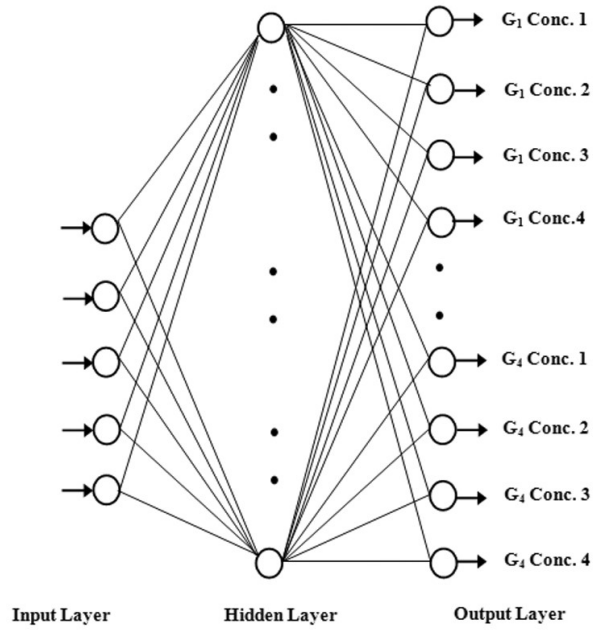 G₁ Conc. 1
G₁ Conc. 2
G₁ Conc. 3
G₁ Conc.4
G₄ Conc. 1
G₄ Conc. 2
G₄ Conc. 3
G₄ Conc. 4
Input Layer Hidden Layer Output Layer